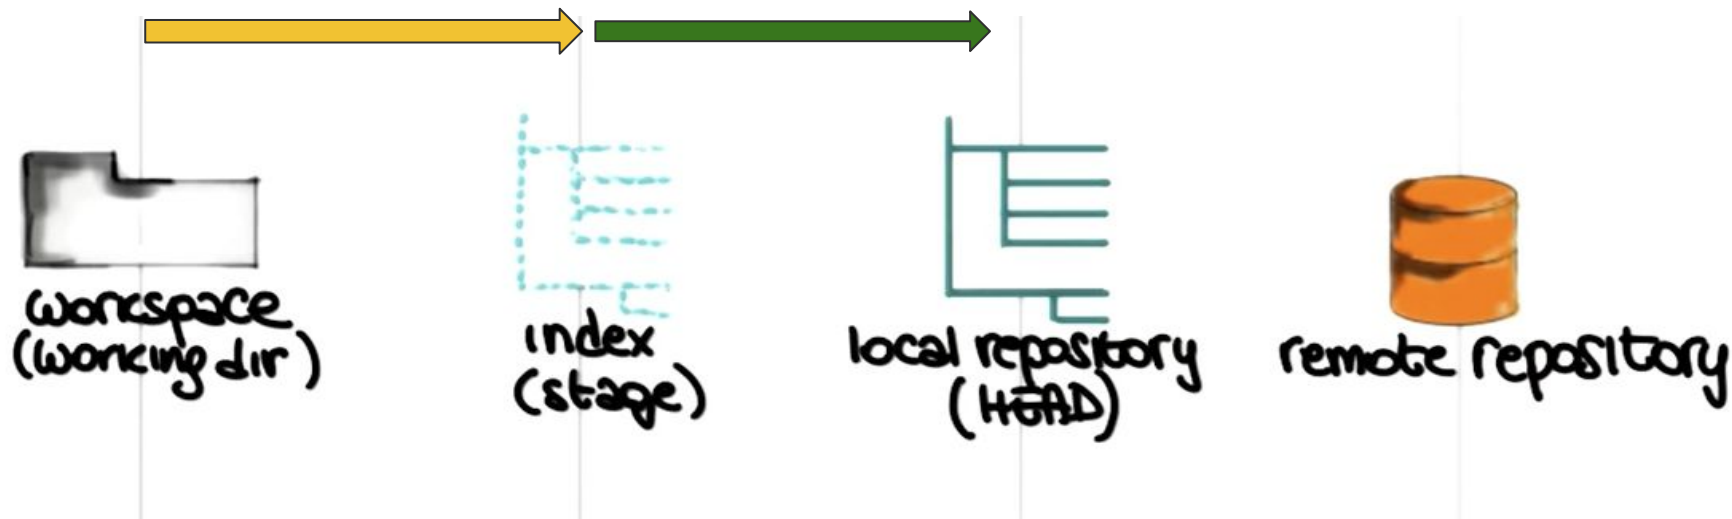 workspace
(working dir)
index
(stage)
local repository
(HEAD)
remote repository